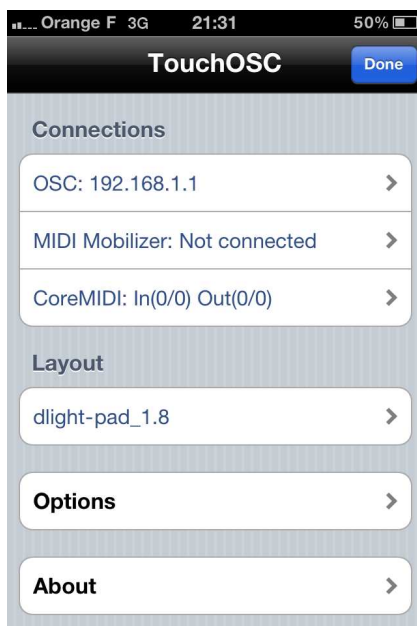 Orange F 3G 21:31 50%
TouchOSC Done
Connections
OSC: 192.168.1.1
MIDI Mobilizer: Not connected
CoreMIDI: In(0/0) Out(0/0)
Layout
dlight-pad_1.8
Options
About